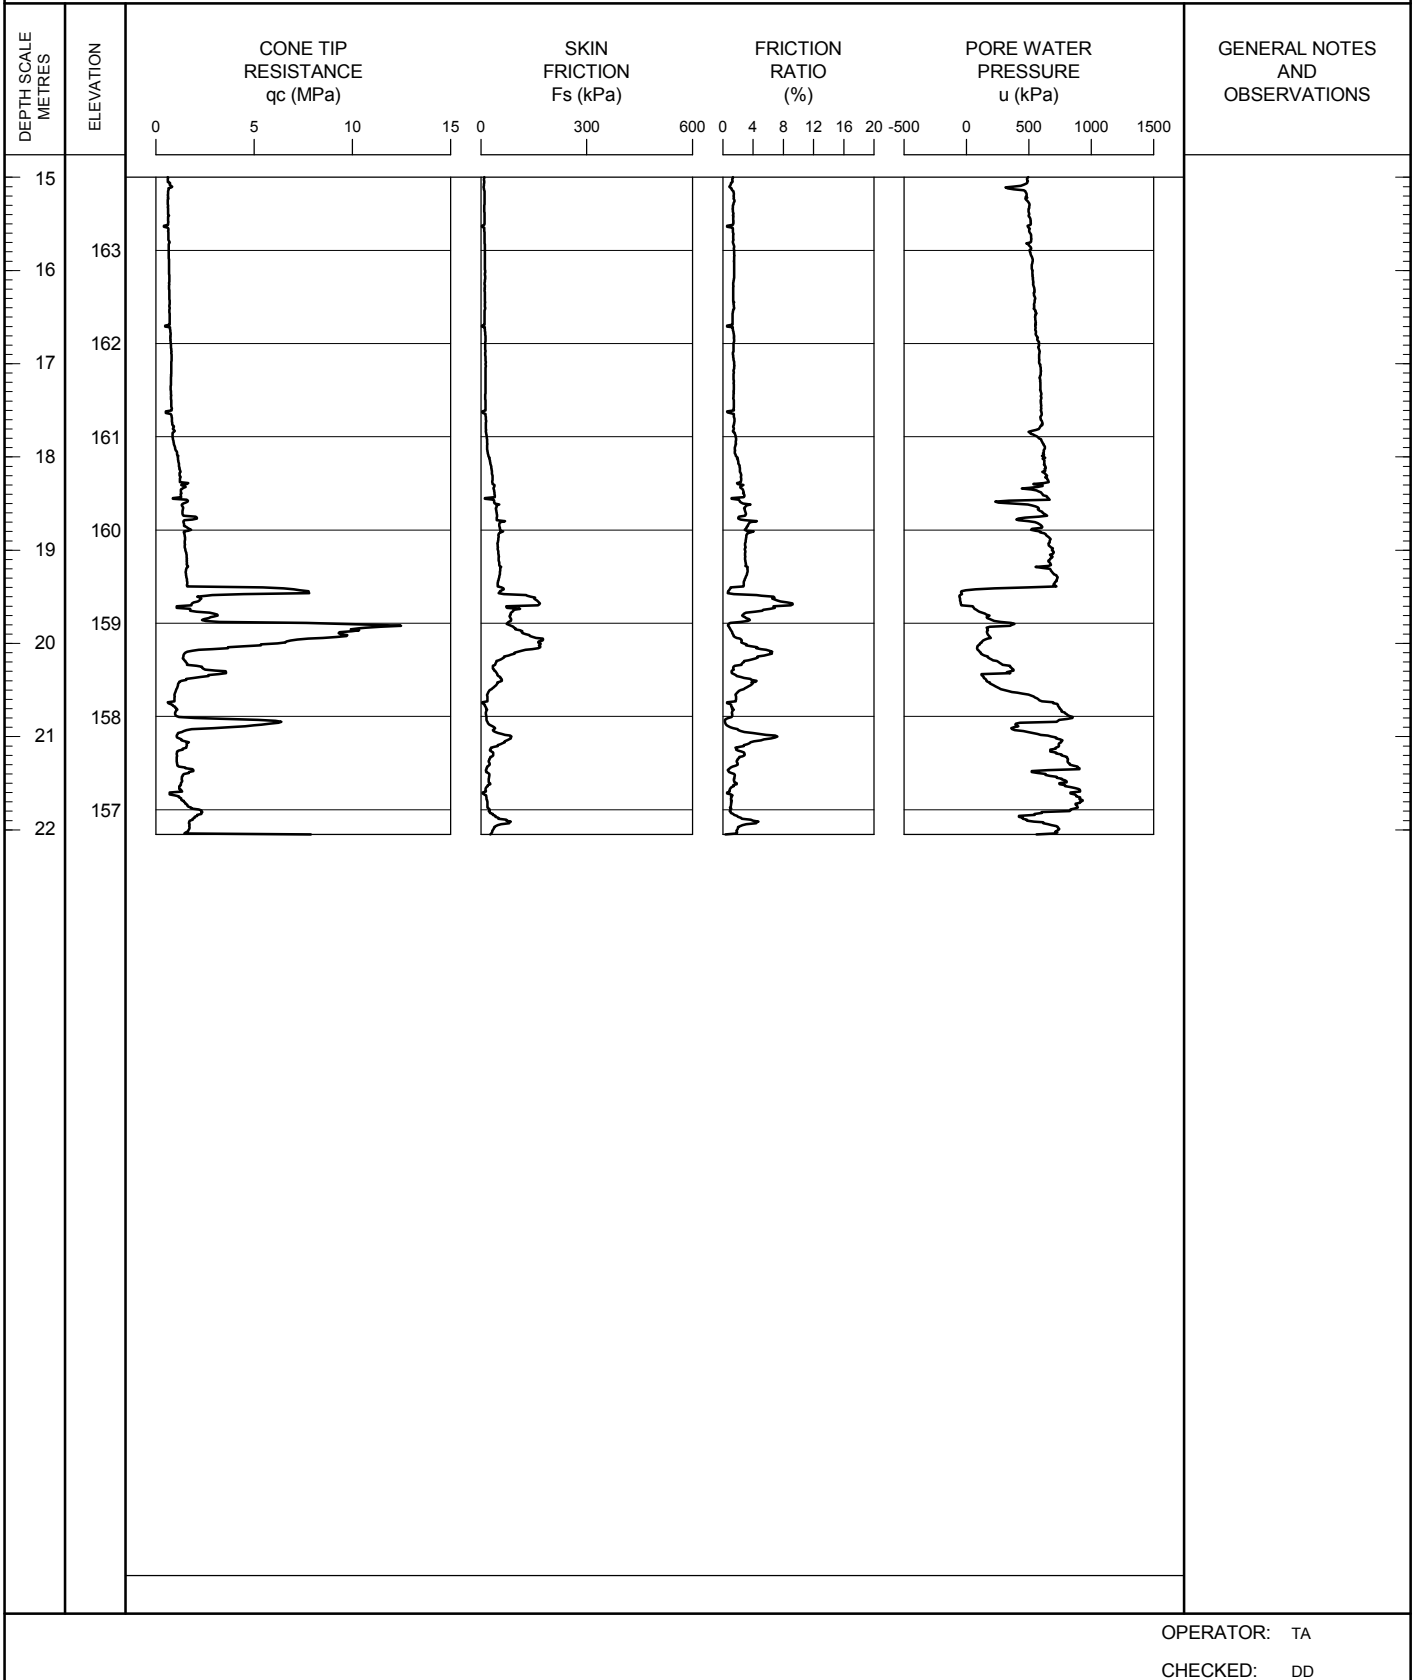 DEPTH SCALE
METRES
ELEVATION
CONE TIP
RESISTANCE
qc (MPa)
SKIN
FRICTION
Fs (kPa)
FRICTION
RATIO
(%)
PORE WATER
PRESSURE
u (kPa)
GENERAL NOTES
AND
OBSERVATIONS
0 5 10 15 0 300 600 0 4 8 12 16 20 -500 0 500 1000 1500
15
163
16
162
17
161
18
160
19
159
20
158
21
157
22
OPERATOR: TA
CHECKED: DD